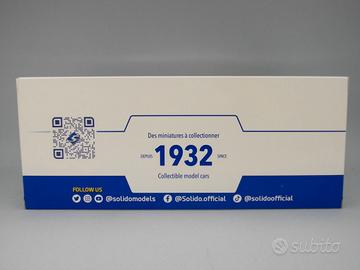 Des miniatures à collectionner
DEPUIS 1932 SINCE
Collectible model cars
FOLLOW US
@solidomodels @Solido.official @solidoofficial
subito